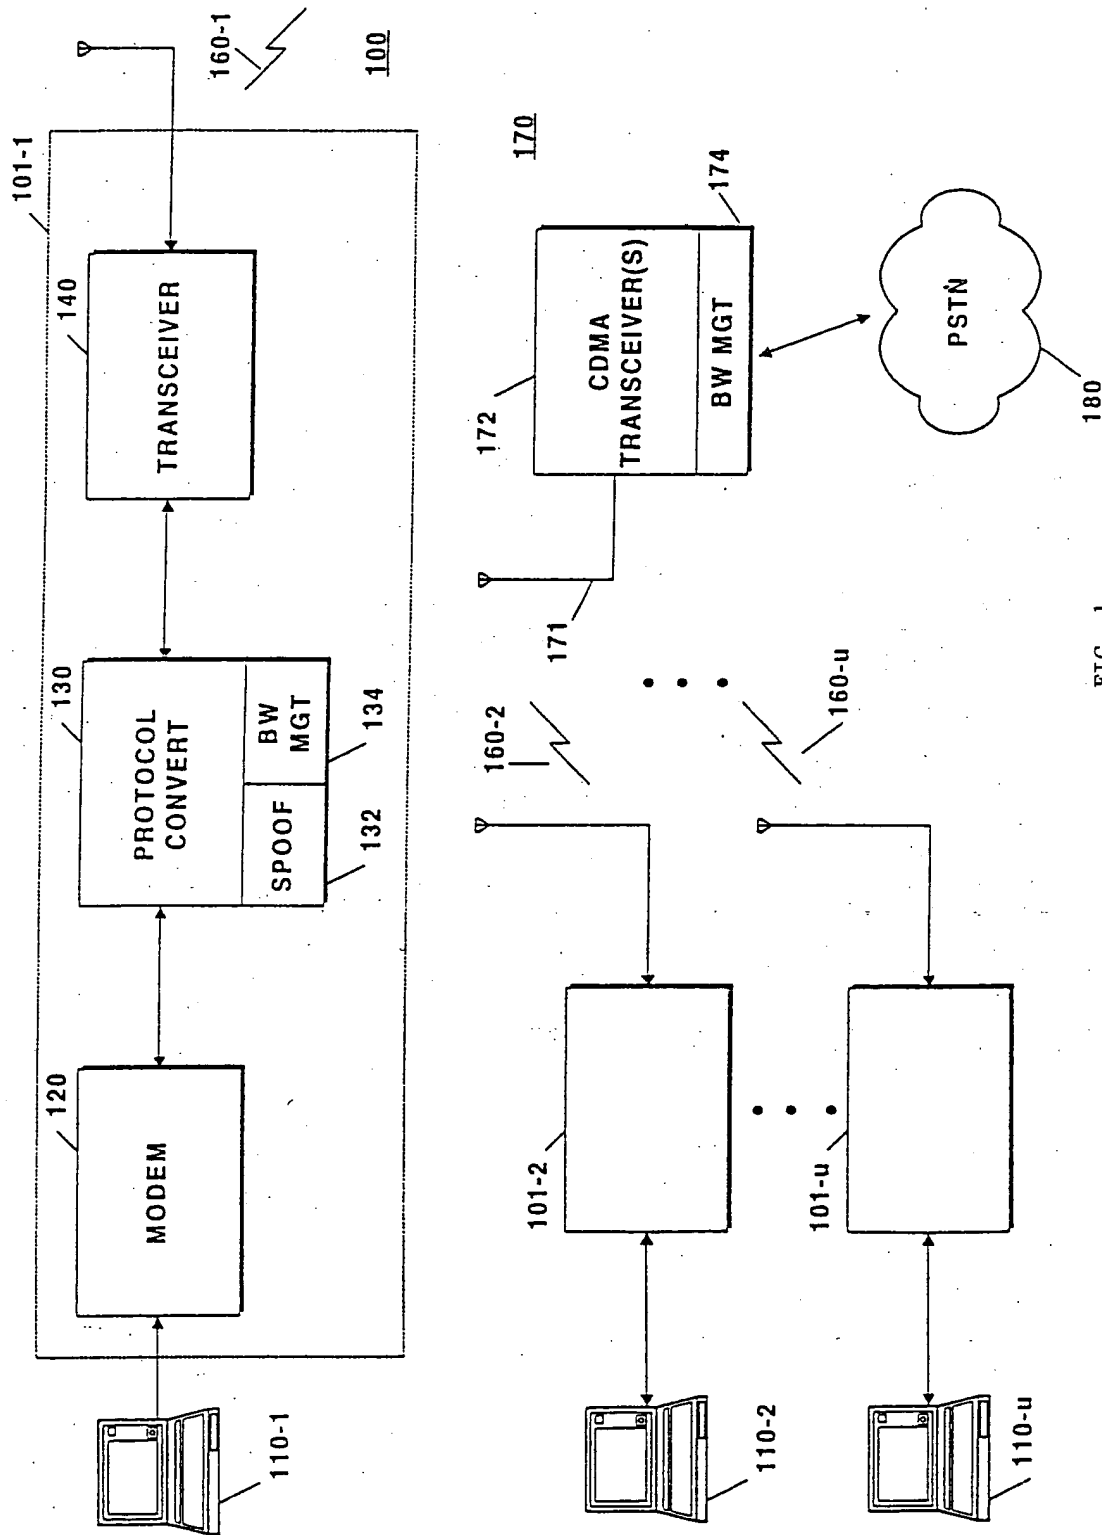 101-1
110-1
120
MODEM
130
PROTOCOL
CONVERT
SPOOF
BW
MGT
132
134
140
TRANSCEIVER
160-1
100
110-2
101-2
160-2
110-u
101-u
160-u
170
171
172
CDMA
TRANSCEIVER(S)
BW MGT
174
PSTN
180
FIG. 1